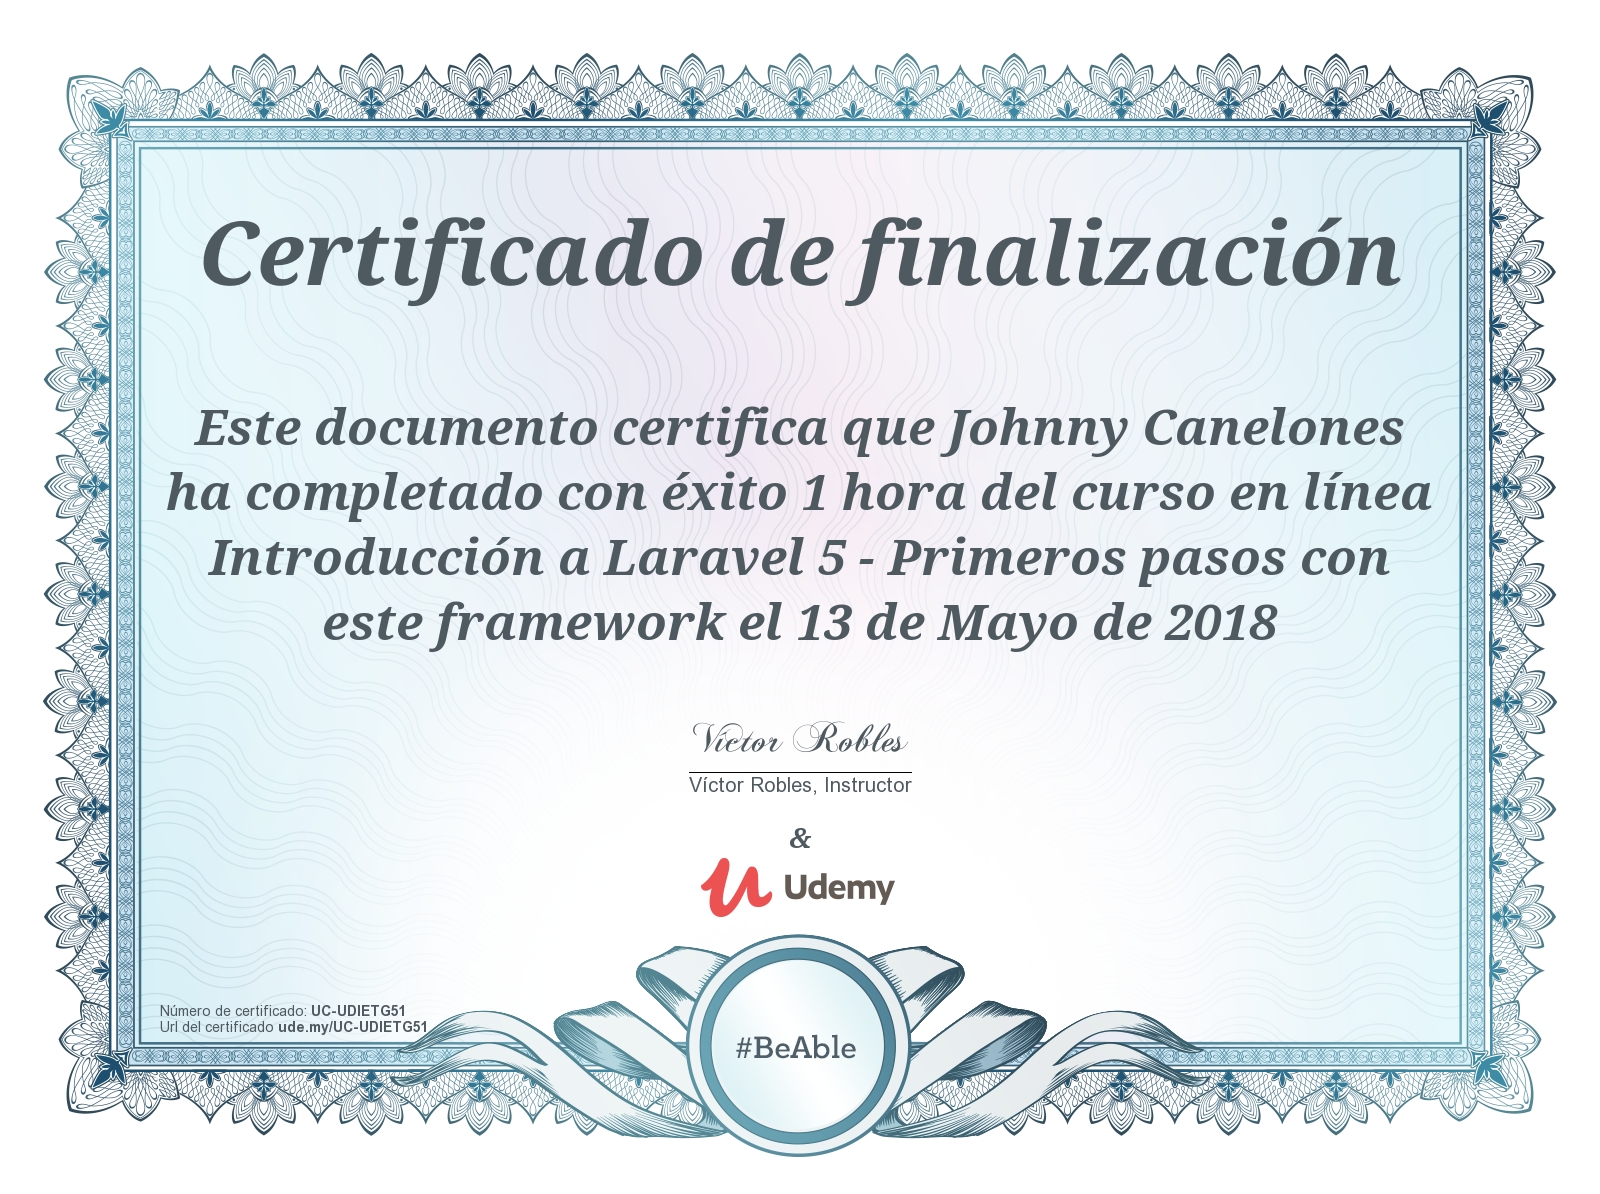 Certificado de finalización
Este documento certifica que Johnny Canelones
ha completado con éxito 1 hora del curso en línea
Introducción a Laravel 5 - Primeros pasos con
este framework el 13 de Mayo de 2018
Víctor Robles
Víctor Robles, Instructor
&
Udemy
Número de certificado: UC-UDIETG51
Url del certificado ude.my/UC-UDIETG51
#BeAble